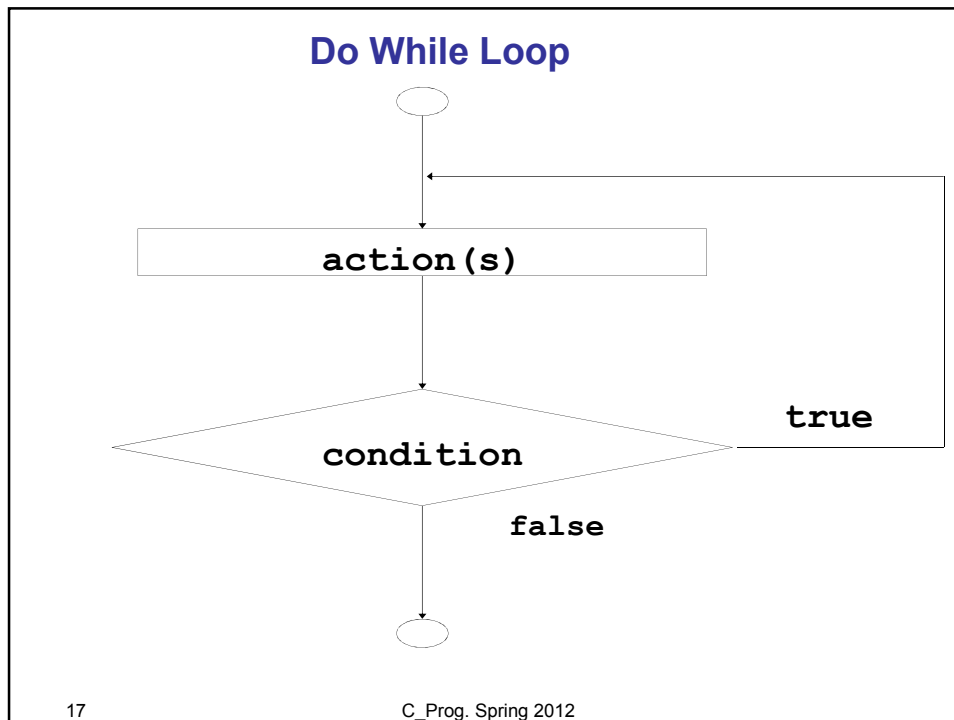 Do While Loop
action(s)
true
condition
false
17 C_Prog. Spring 2012